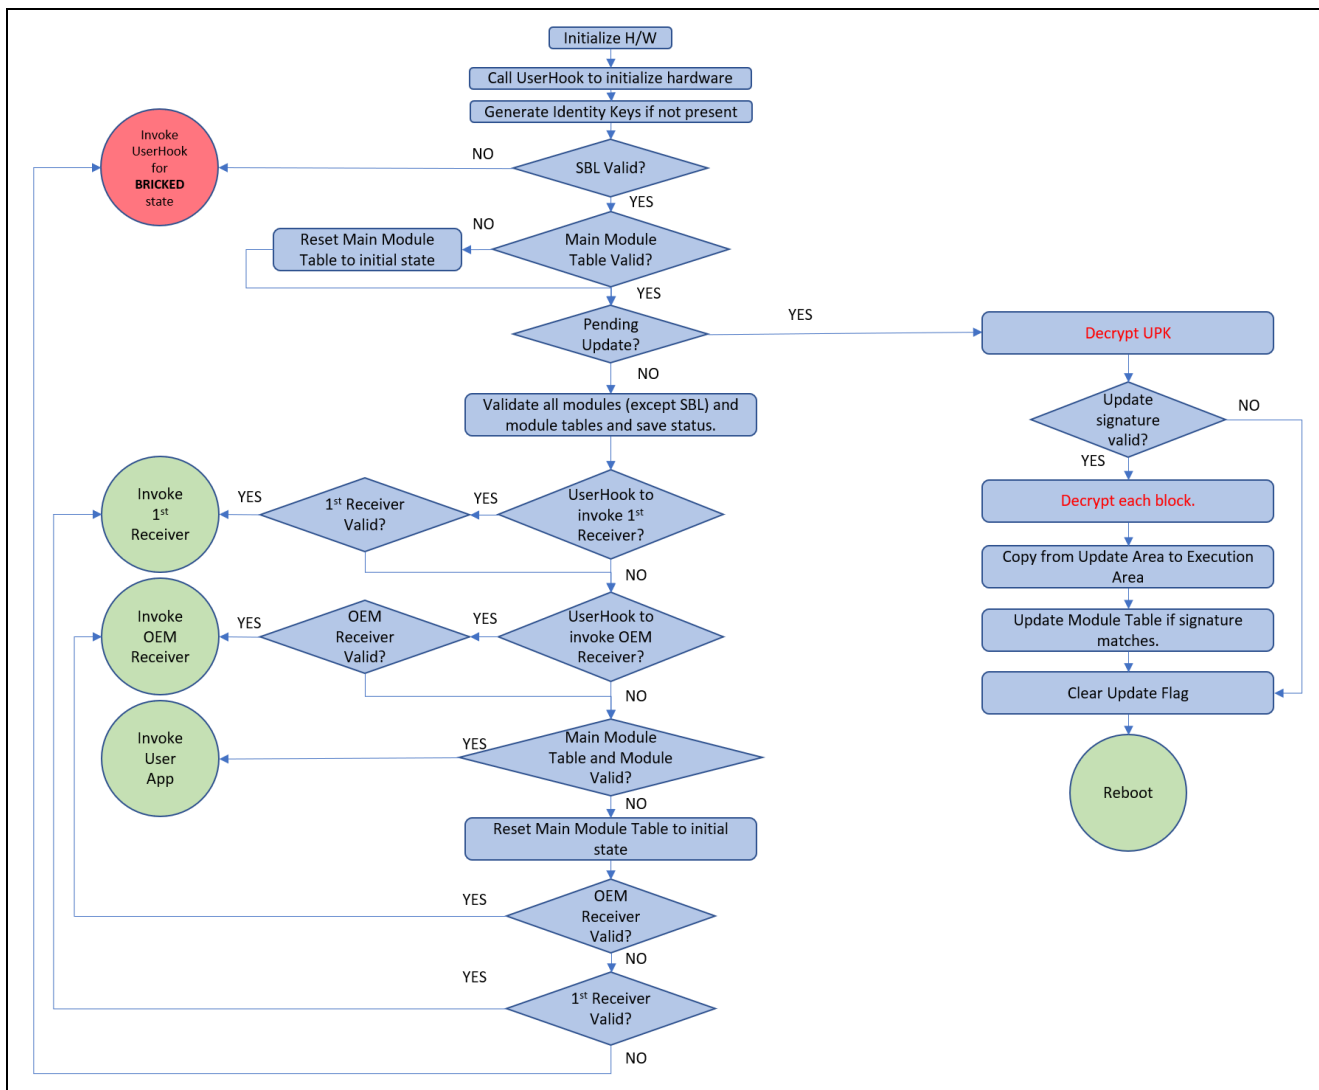 Initialize H/W
Call UserHook to initialize hardware
Generate Identity Keys if not present
Invoke
UserHook
for
BRICKED
state
NO
SBL Valid?
YES
NO
Reset Main Module
Table to initial state
Main Module
Table Valid?
YES
Pending
Update?
YES
NO
Decrypt UPK
Validate all modules (except SBL) and
module tables and save status.
Update
signature
valid?
NO
YES
Invoke
1st
Receiver
YES
1st Receiver
Valid?
YES
UserHook to
invoke 1st
Receiver?
NO
Decrypt each block.
Copy from Update Area to Execution
Area
Invoke
OEM
Receiver
YES
OEM
Receiver
Valid?
YES
UserHook to
invoke OEM
Receiver?
NO
Update Module Table if signature
matches.
Clear Update Flag
Invoke
User
App
YES
Main Module
Table and Module
Valid?
NO
Reboot
Reset Main Module Table to initial
state
YES
OEM
Receiver
Valid?
NO
YES
1st Receiver
Valid?
NO